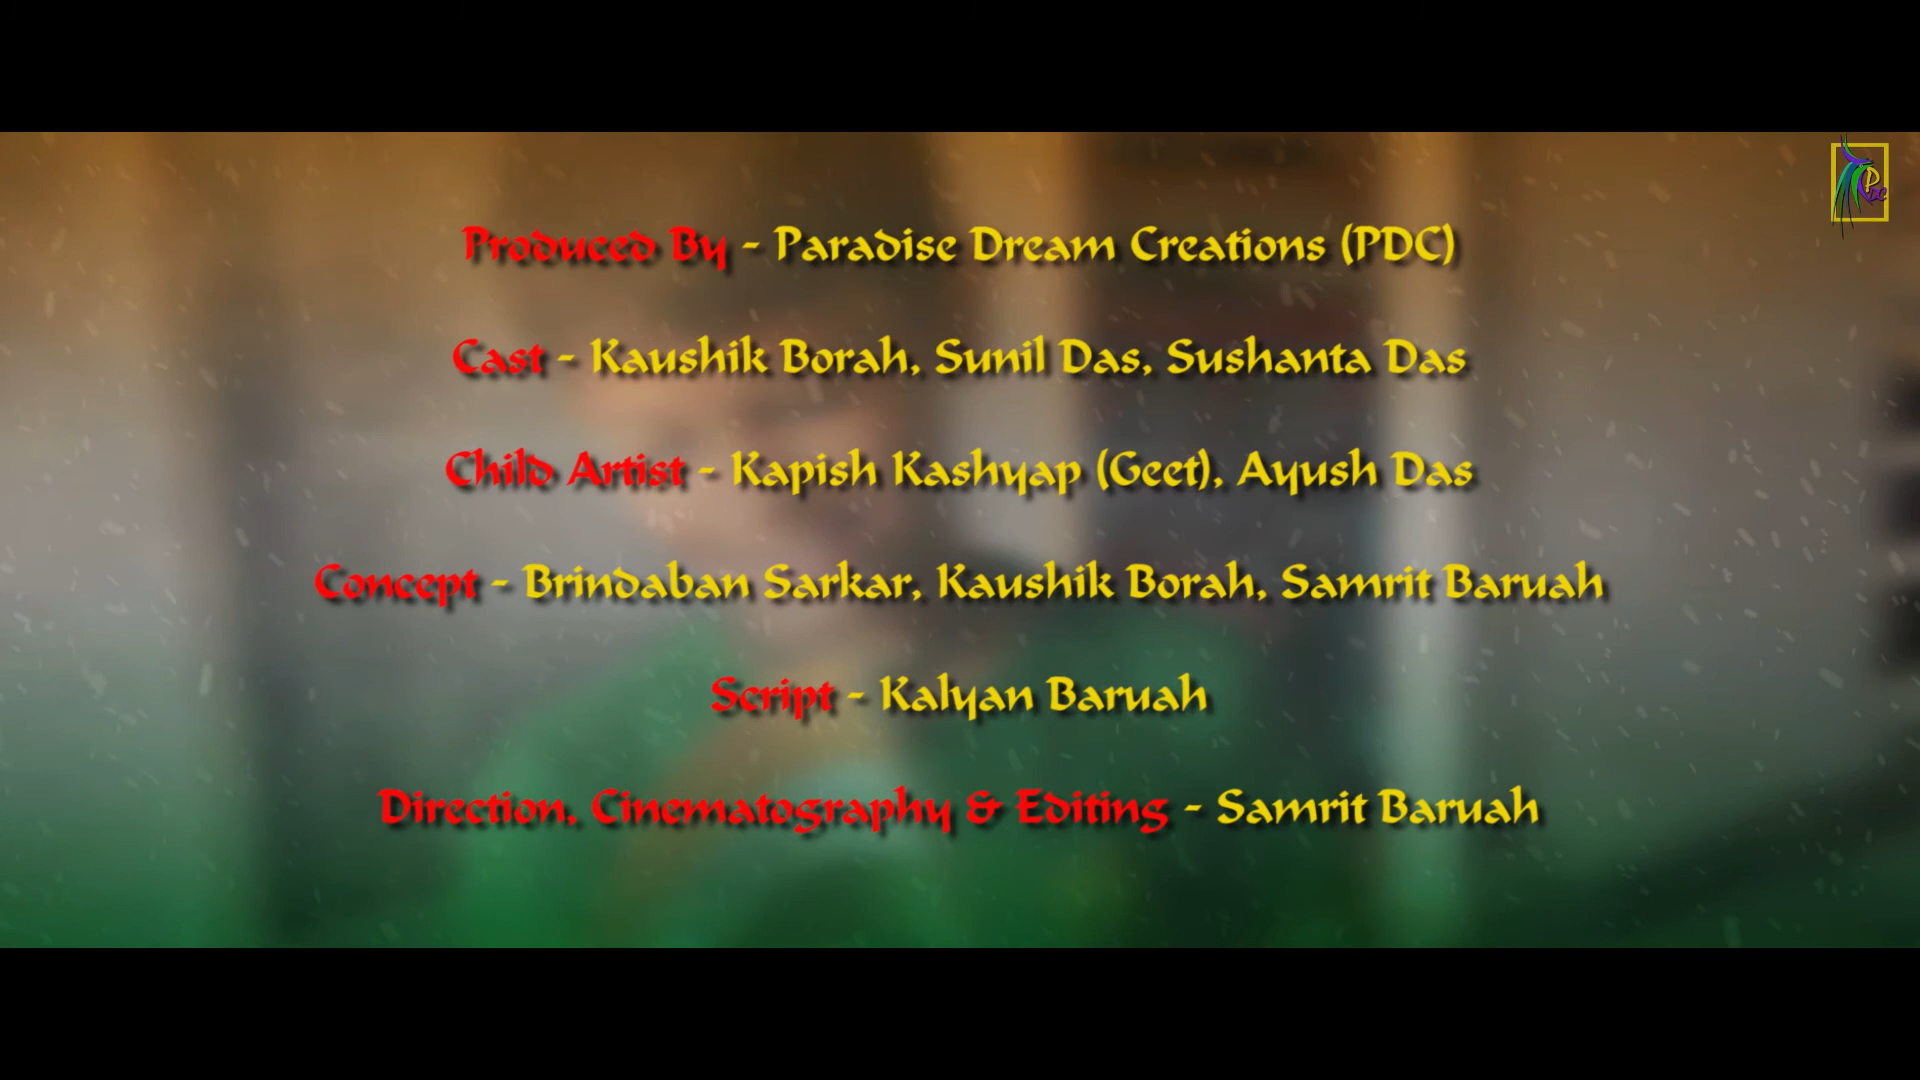 Produced By - Paradise Dream Creations (PDC)
Cast - Kaushik Borah, Sunil Das, Sushanta Das
Child Artist - Kapish Kashyap (Geet), Ayush Das
Concept - Brindaban Sarkar, Kaushik Borah, Samrit Baruah
Script - Kalyan Baruah
Direction, Cinematography & Editing - Samrit Baruah
PDC